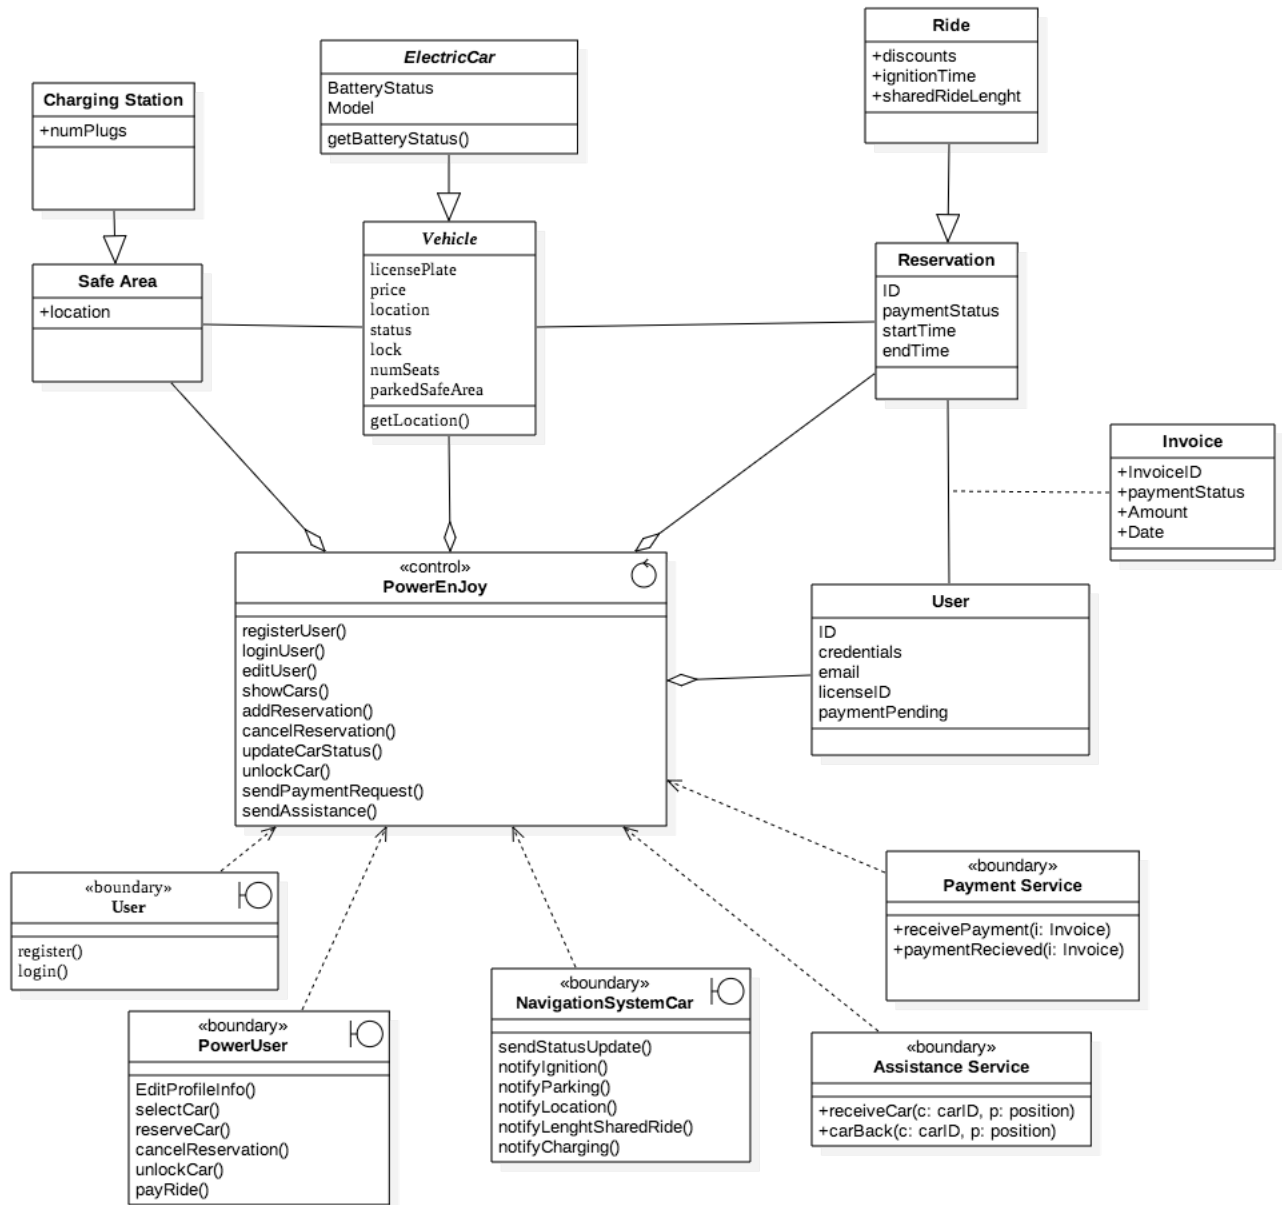 Ride
+discounts
+ignitionTime
+sharedRideLenght
ElectricCar
BatteryStatus
Model
getBatteryStatus()
Charging Station
+numPlugs
Vehicle
licensePlate
price
location
status
lock
numSeats
parkedSafeArea
getLocation()
Safe Area
+location
Reservation
ID
paymentStatus
startTime
endTime
Invoice
+InvoiceID
+paymentStatus
+Amount
+Date
«control»
PowerEnJoy
registerUser()
loginUser()
editUser()
showCars()
addReservation()
cancelReservation()
updateCarStatus()
unlockCar()
sendPaymentRequest()
sendAssistance()
User
ID
credentials
email
licenseID
paymentPending
«boundary»
User
register()
login()
«boundary»
PowerUser
EditProfileInfo()
selectCar()
reserveCar()
cancelReservation()
unlockCar()
payRide()
«boundary»
NavigationSystemCar
sendStatusUpdate()
notifyIgnition()
notifyParking()
notifyLocation()
notifyLenghtSharedRide()
notifyCharging()
«boundary»
Payment Service
+receivePayment(i: Invoice)
+paymentRecieved(i: Invoice)
«boundary»
Assistance Service
+receiveCar(c: carID, p: position)
+carBack(c: carID, p: position)